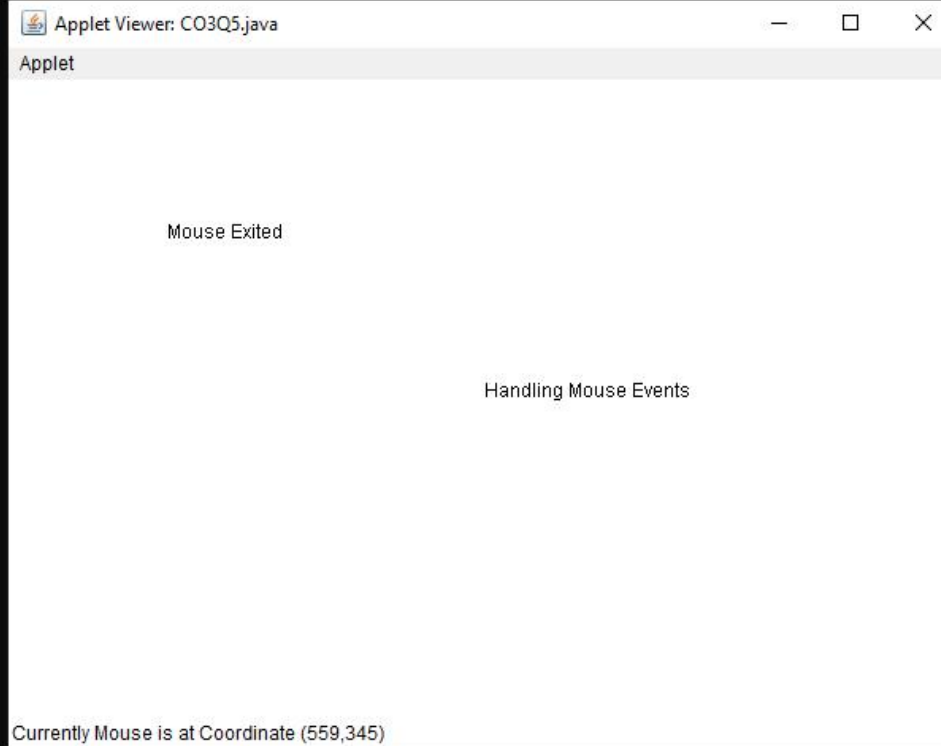 Applet Viewer: CO3Q5.java
Applet
Mouse Exited
Handling Mouse Events
Currently Mouse is at Coordinate (559,345)